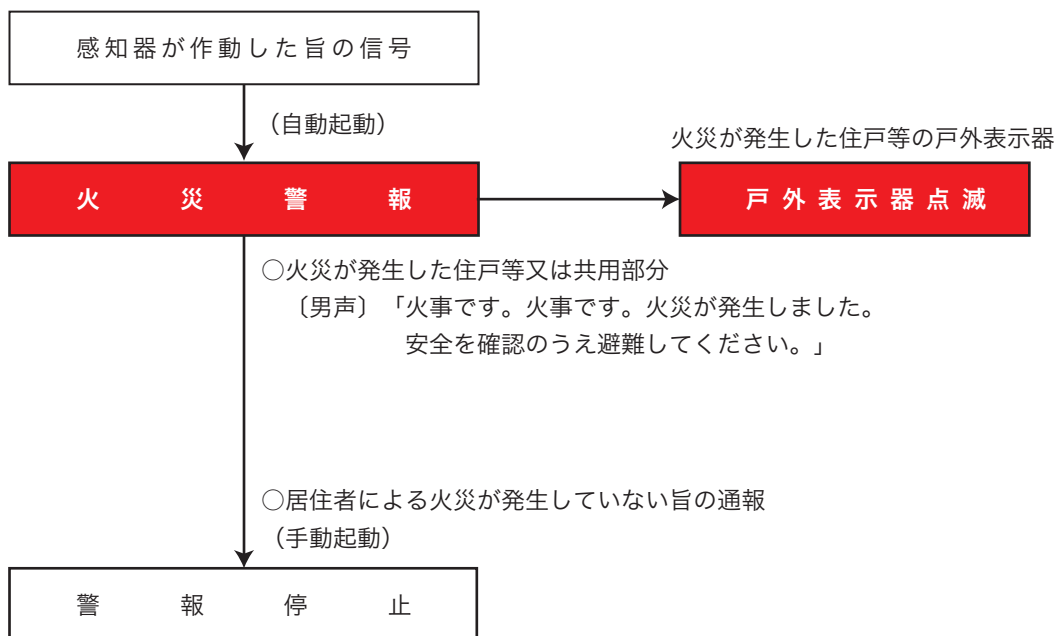 感知器が作動した旨の信号
（自動起動）
火災が発生した住戸等の戸外表示器
火災警報
戸外表示器点滅
○火災が発生した住戸等又は共用部分
〔男声〕「火事です。火事です。火災が発生しました。
安全を確認のうえ避難してください。」
○居住者による火災が発生していない旨の通報
（手動起動）
警報停止